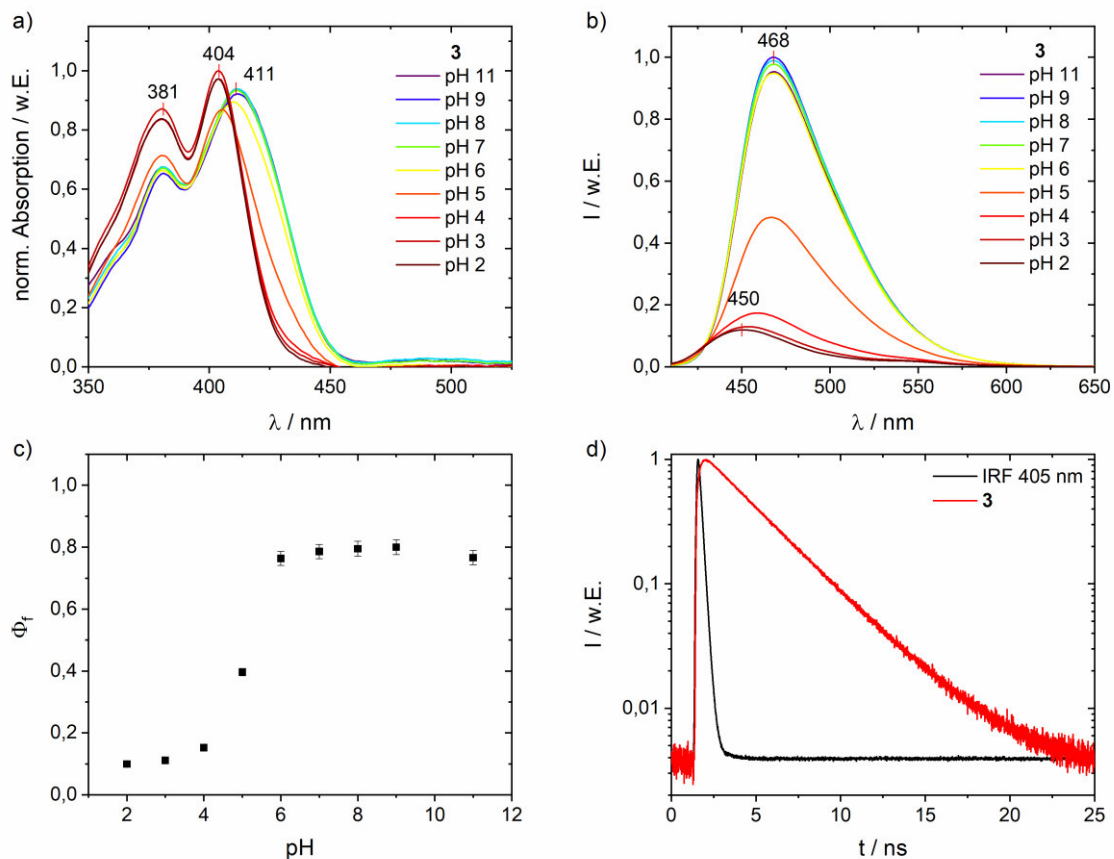 a)
norm. Absorption / w.E.
1,0
0,8
0,6
0,4
0,2
0,0
350 400 450 500
λ / nm
381
404
411
3
pH 11
pH 9
pH 8
pH 7
pH 6
pH 5
pH 4
pH 3
pH 2
b)
I / w.E.
1,0
0,8
0,6
0,4
0,2
0,0
450 500 550 600 650
λ / nm
468
450
3
pH 11
pH 9
pH 8
pH 7
pH 6
pH 5
pH 4
pH 3
pH 2
c)
Φf
1,0
0,8
0,6
0,4
0,2
0,0
2 4 6 8 10 12
pH
d)
I / w.E.
1
0,1
0,01
0 5 10 15 20 25
t / ns
IRF 405 nm
3